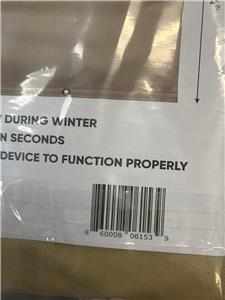 DURING WINTER
N SECONDS
DEVICE TO FUNCTION PROPERLY
8 60008 06153 9